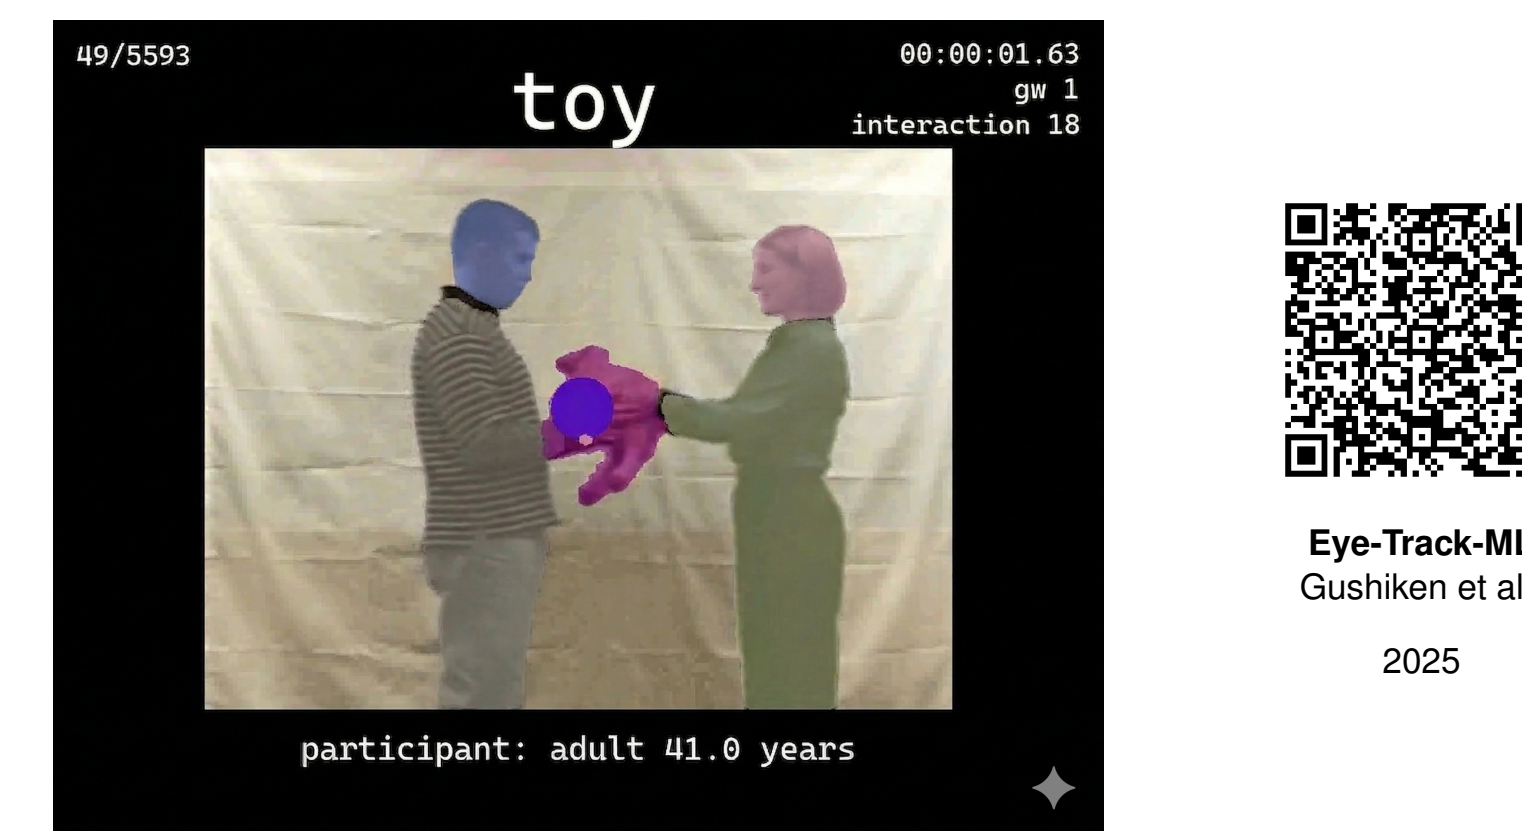 49/5593
00:00:01.63
gw 1
interaction 18
toy
participant: adult 41.0 years
Eye-Track-ML
Gushiken et al
2025